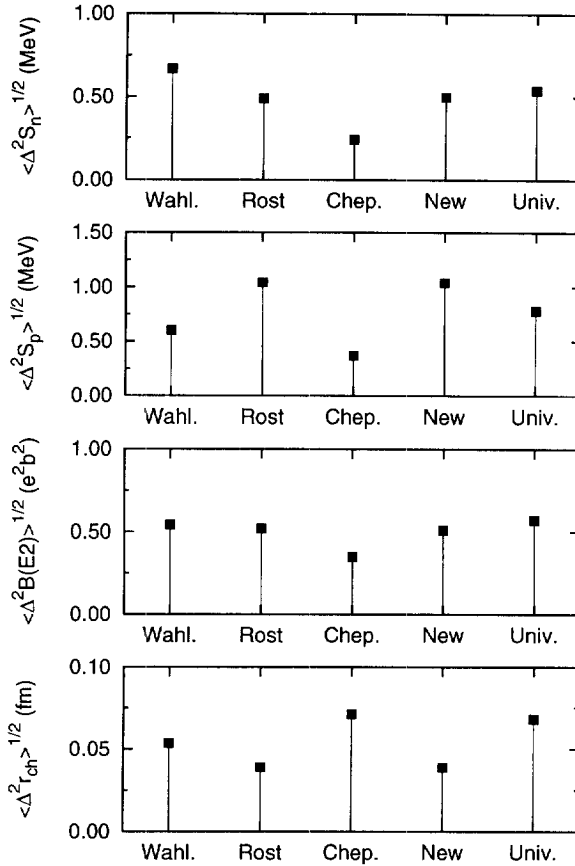 <Δ²Sₙ>^1/2 (MeV)
1.00
0.50
0.00
Wahl. Rost Chep. New Univ.
<Δ²Sₚ>^1/2 (MeV)
1.50
1.00
0.50
0.00
Wahl. Rost Chep. New Univ.
<Δ²B(E2)>^1/2 (e²b²)
1.00
0.50
0.00
Wahl. Rost Chep. New Univ.
<Δ²r_ch>^1/2 (fm)
0.10
0.05
0.00
Wahl. Rost Chep. New Univ.